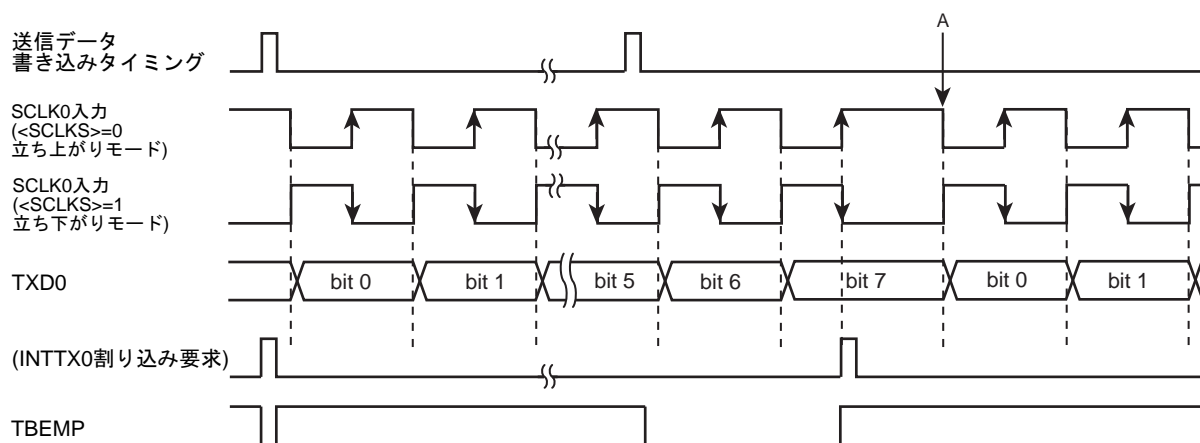 A
送信データ
書き込みタイミング
SCLK0入力
(<SCLKS>=0
立ち上がりモード)
SCLK0入力
(<SCLKS>=1
立ち下がりモード)
TXD0
bit 0
bit 1
bit 5
bit 6
bit 7
bit 0
bit 1
(INTTX0割り込み要求)
TBEMP